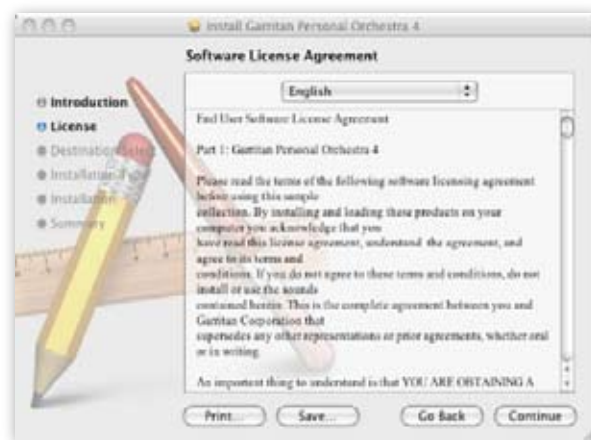 Install Garritan Personal Orchestra 4
Software License Agreement
English
Introduction
License
Destination Select
Installation Type
Installation
Summary
End User Software License Agreement
Part 1: Garritan Personal Orchestra 4
Please read the terms of the following software licensing agreement
before using this sample
collection. By installing and loading these products on your
computer you acknowledge that you
have read this license agreement, understand the agreement, and
agree to its terms and
conditions. If you do not agree to these terms and conditions, do not
install or use the sounds
contained herein. This is the complete agreement between you and
Garritan Corporation that
supersedes any other representations or prior agreements, whether oral
or in writing.
An important thing to understand is that YOU ARE OBTAINING A
Print...
Save...
Go Back
Continue